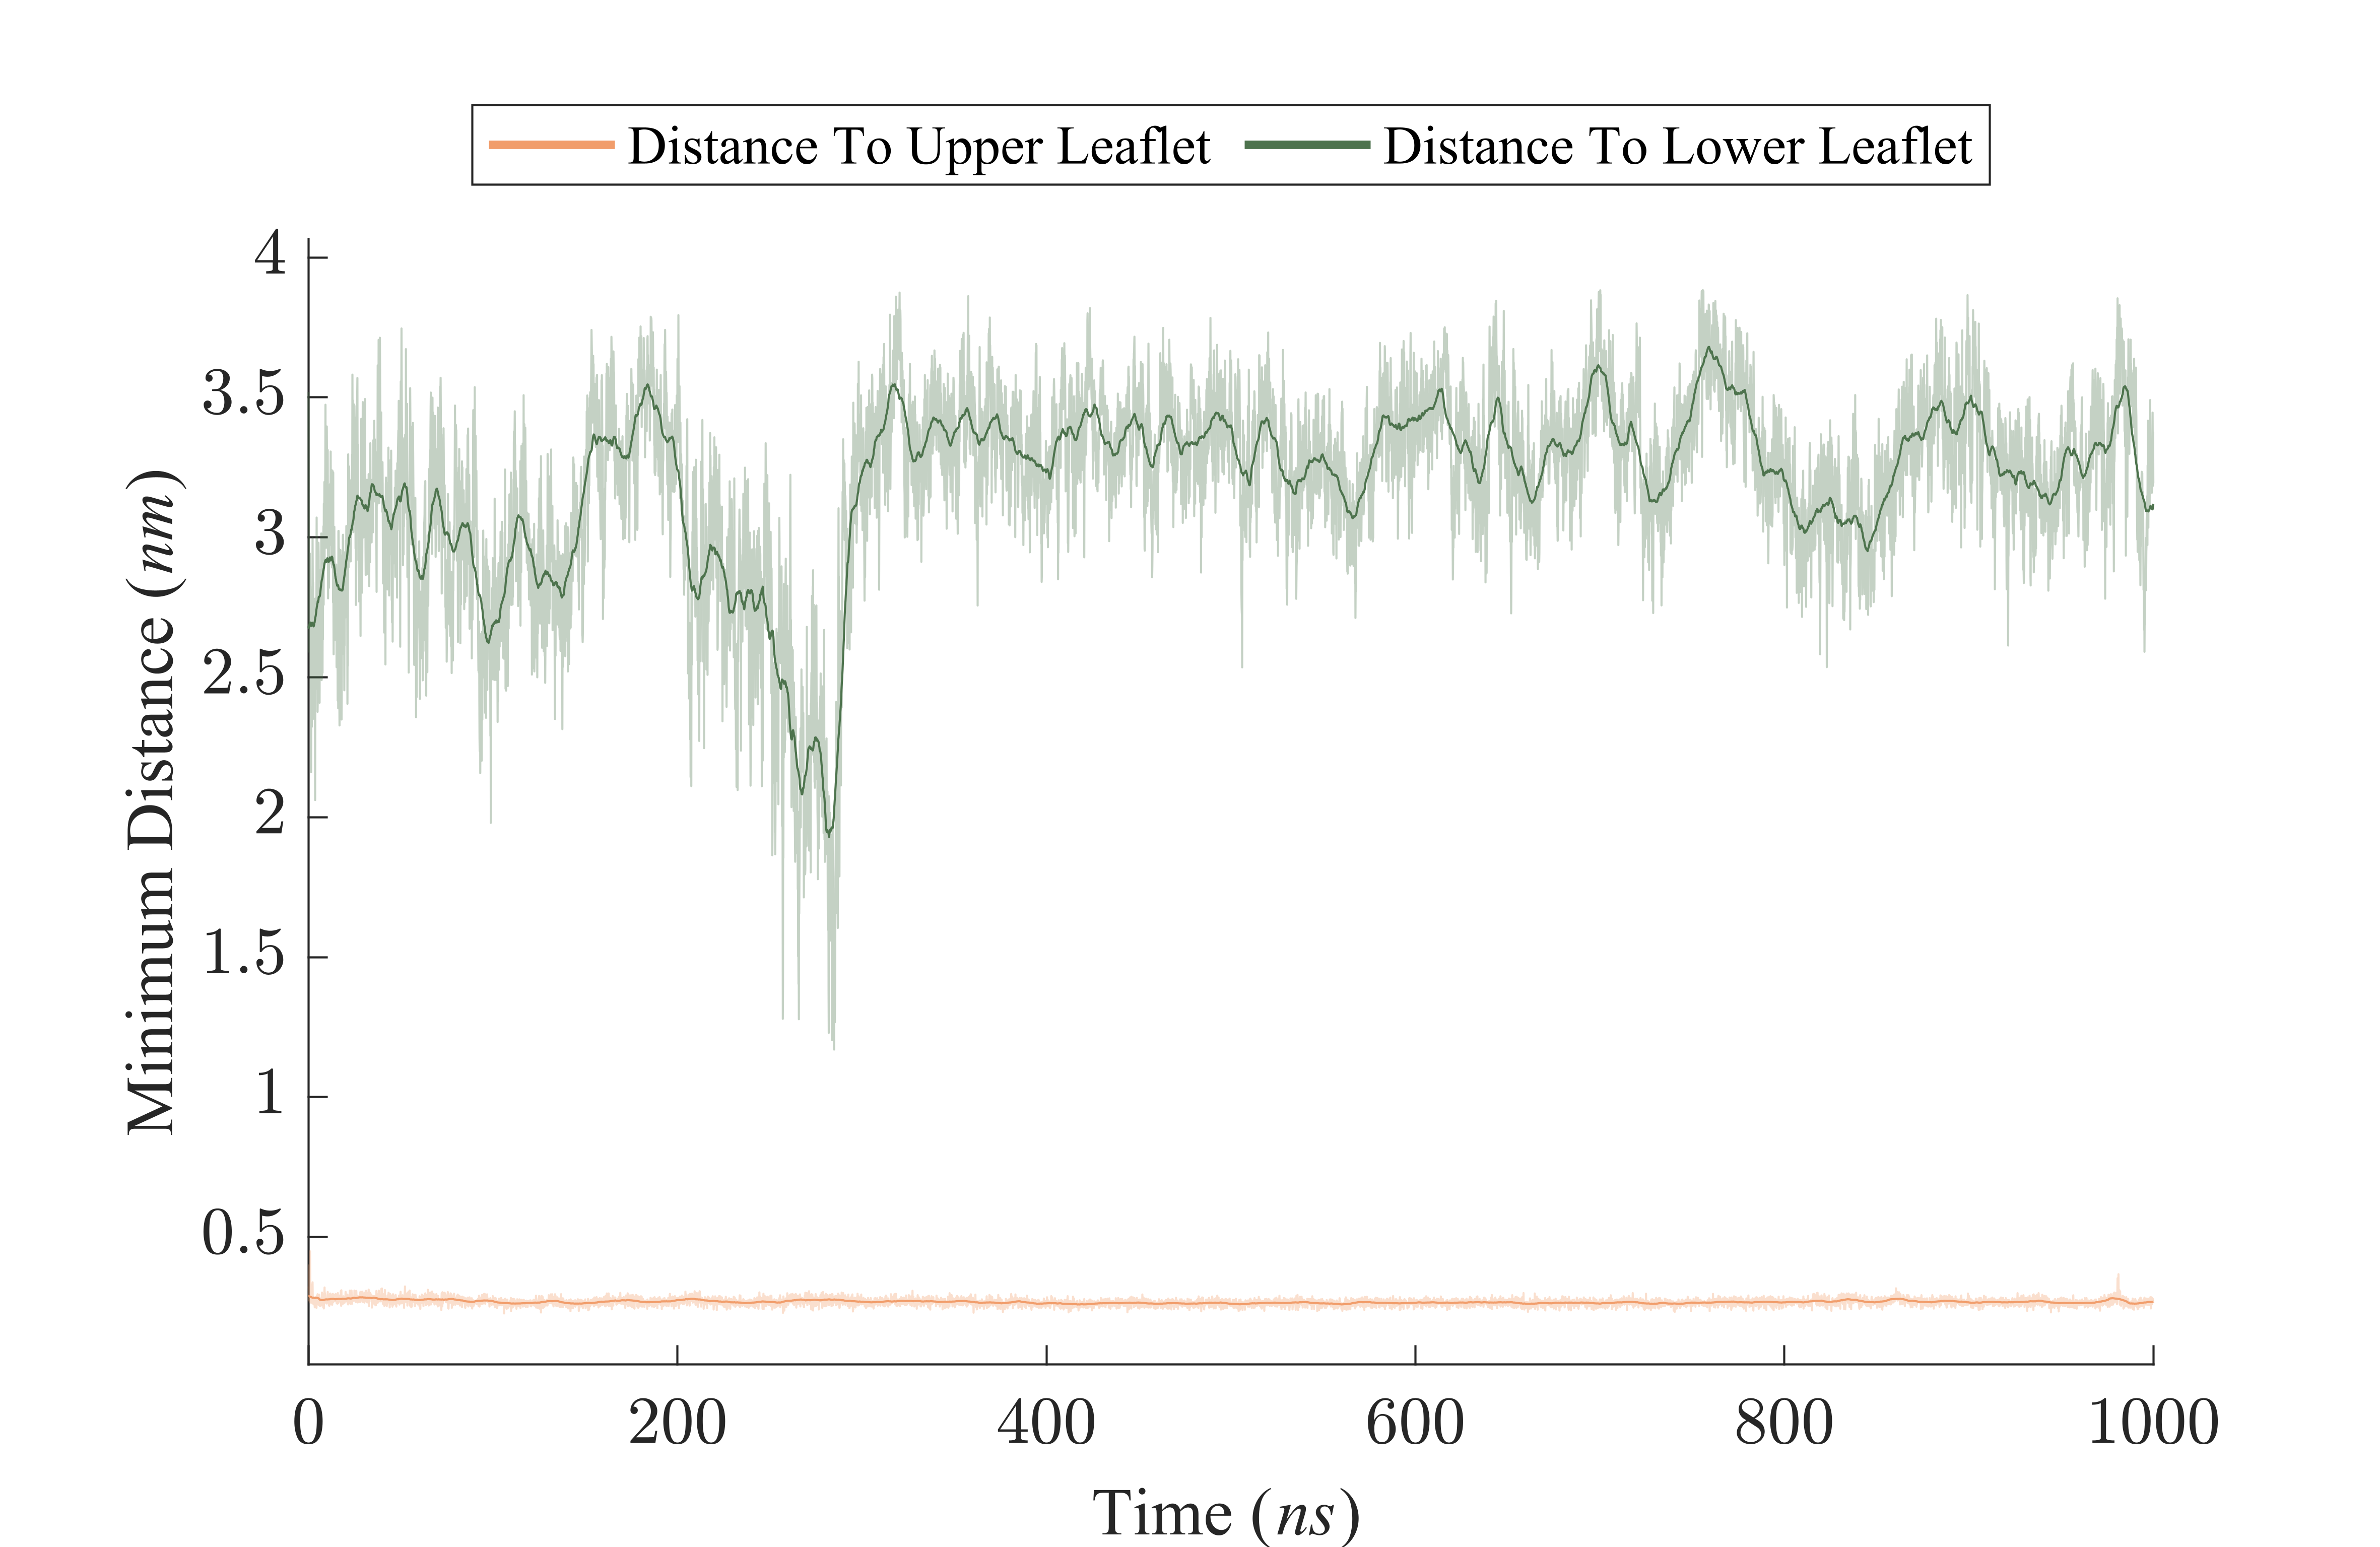 Distance To Upper Leaflet Distance To Lower Leaflet
4
3.5
3
2.5
2
1.5
1
0.5
Minimum Distance (nm)
0 200 400 600 800 1000
Time (ns)